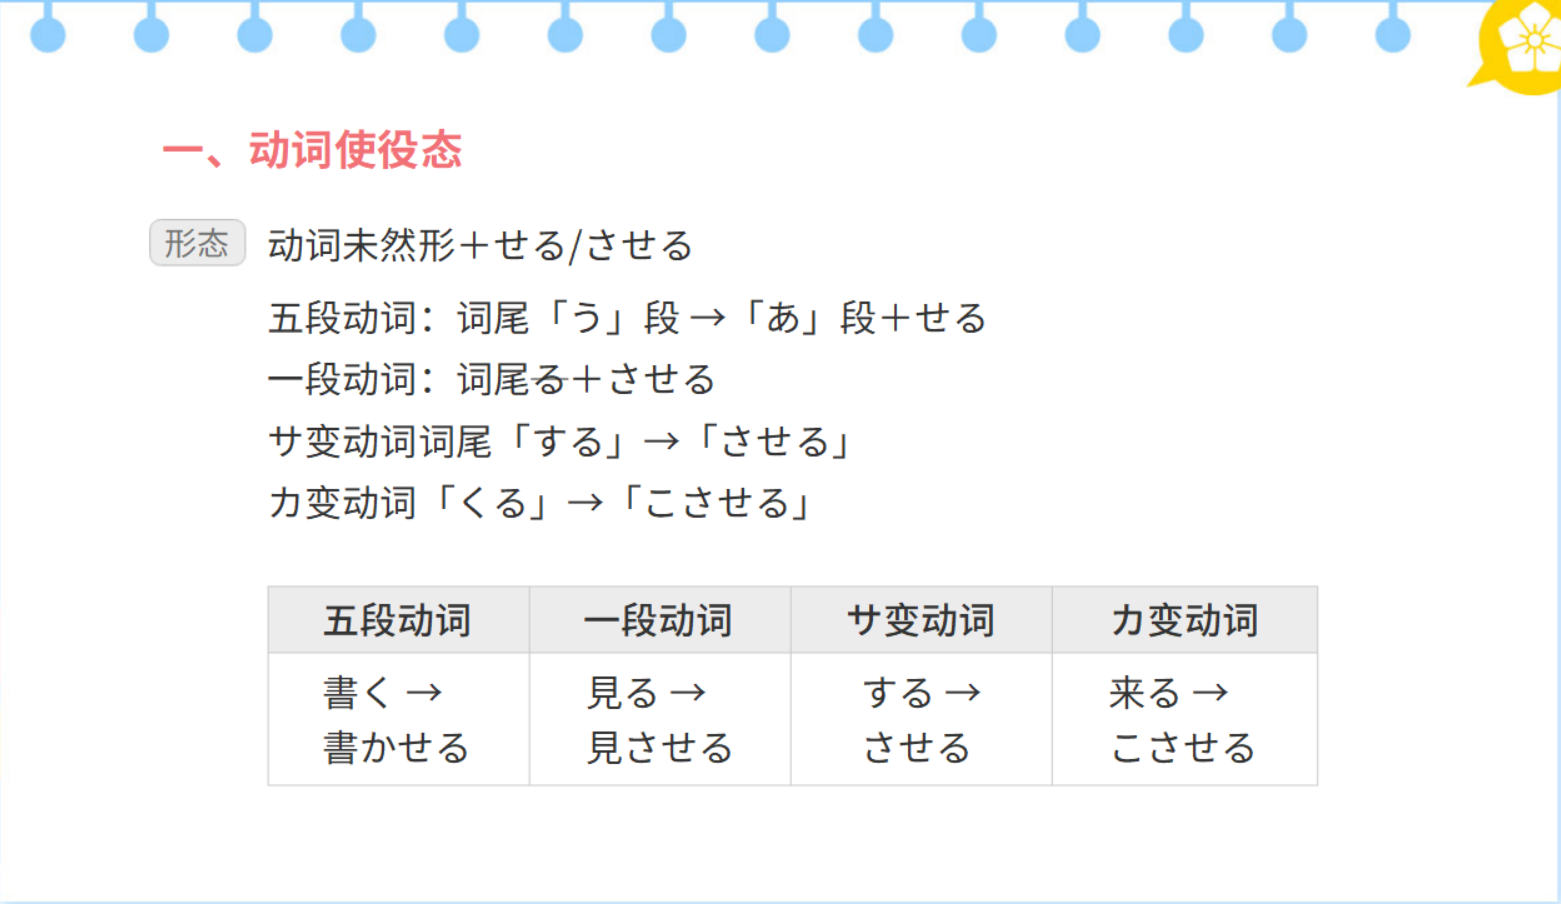 一、动词使役态
形态 动词未然形＋せる/させる
五段动词：词尾「う」段 →「あ」段＋せる
一段动词：词尾る＋させる
サ变动词词尾「する」→「させる」
カ变动词「くる」→「こさせる」
五段动词 一段动词 サ变动词 カ变动词
書く → 見る → する → 来る →
書かせる 見させる させる こさせる